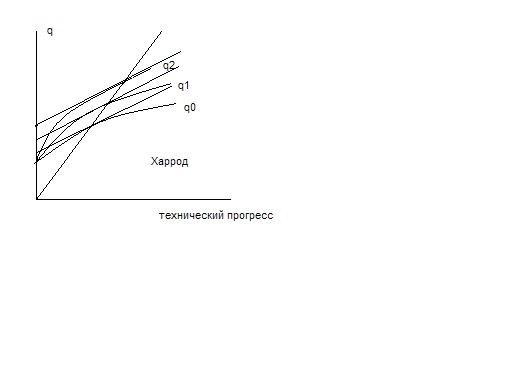 q
q2
q1
q0
Харрод
технический прогресс